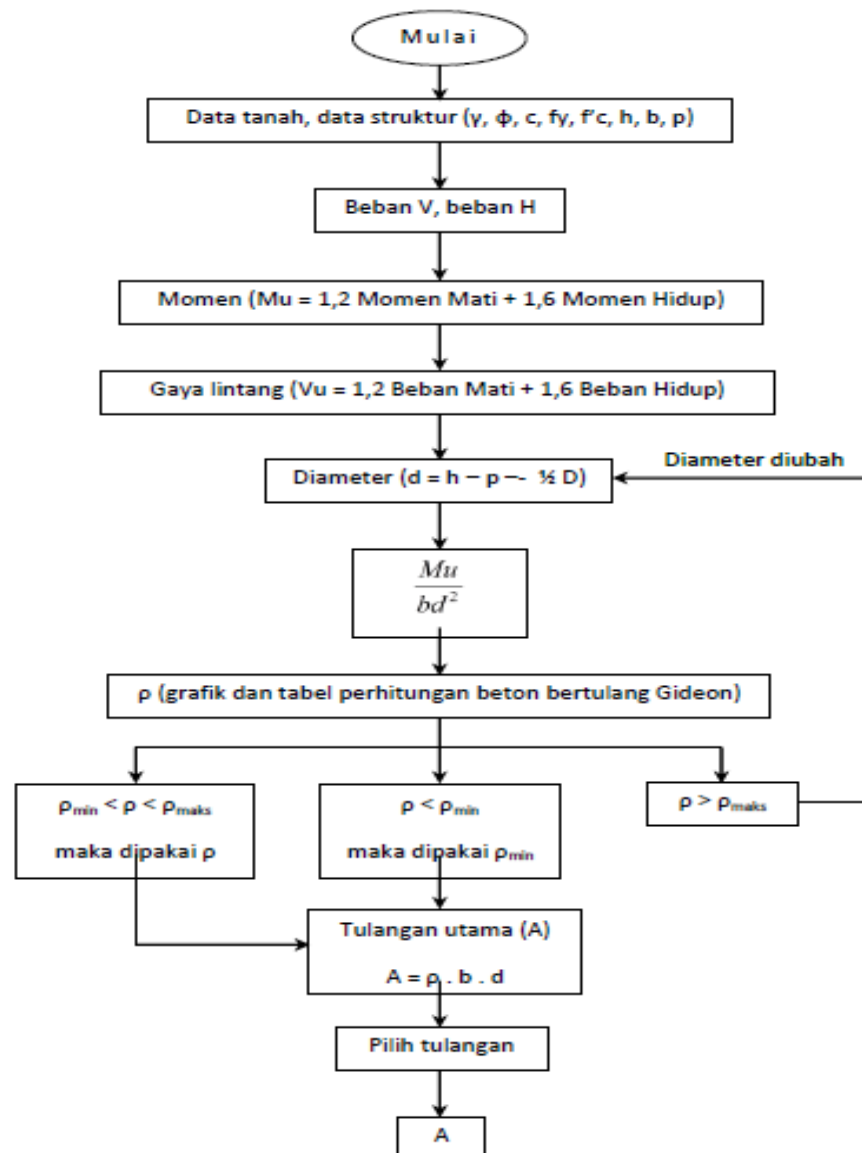 Mulai
Data tanah, data struktur (γ, ϕ, c, fy, f'c, h, b, p)
Beban V, beban H
Momen (Mu = 1,2 Momen Mati + 1,6 Momen Hidup)
Gaya lintang (Vu = 1,2 Beban Mati + 1,6 Beban Hidup)
Diameter diubah
Diameter (d = h – p –- ½ D)
Mu
bd²
ρ (grafik dan tabel perhitungan beton bertulang Gideon)
ρmin < ρ < ρmaks
maka dipakai ρ
ρ < ρmin
maka dipakai ρmin
ρ > ρmaks
Tulangan utama (A)
A = ρ . b . d
Pilih tulangan
A